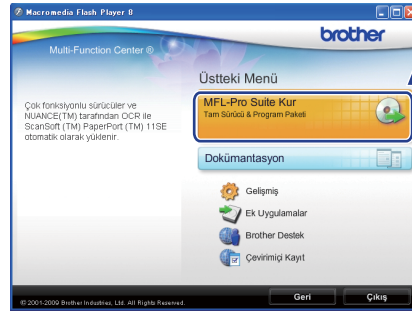 Macromedia Flash Player 8
brother
Multi-Function Center ®
Üstteki Menü
MFL-Pro Suite Kur
Tam Sürücü & Program Paketi
Çok fonksiyonlu sürücüler ve
NUANCE(TM) tarafından OCR ile
ScanSoft (TM) PaperPort (TM) 11SE
otomatik olarak yüklenir.
Dokümantasyon
Gelişmiş
Ek Uygulamalar
Brother Destek
Çevirimiçi Kayıt
© 2001-2009 Brother Industries, Ltd. All Rights Reserved.
Geri
Çıkış